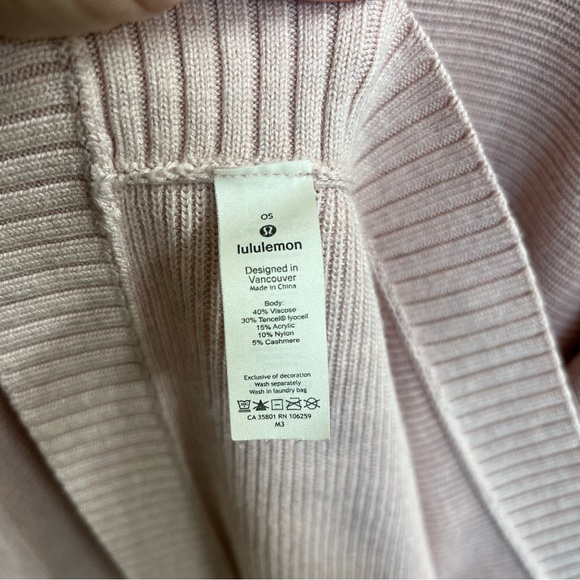 OS
lululemon
Designed in
Vancouver
Made in China
Body:
40% Viscose
30% Tencel® lyocell
15% Acrylic
10% Nylon
5% Cashmere
Exclusive of decoration
Wash separately
Wash in laundry bag
CA 35801 RN 106259
M3